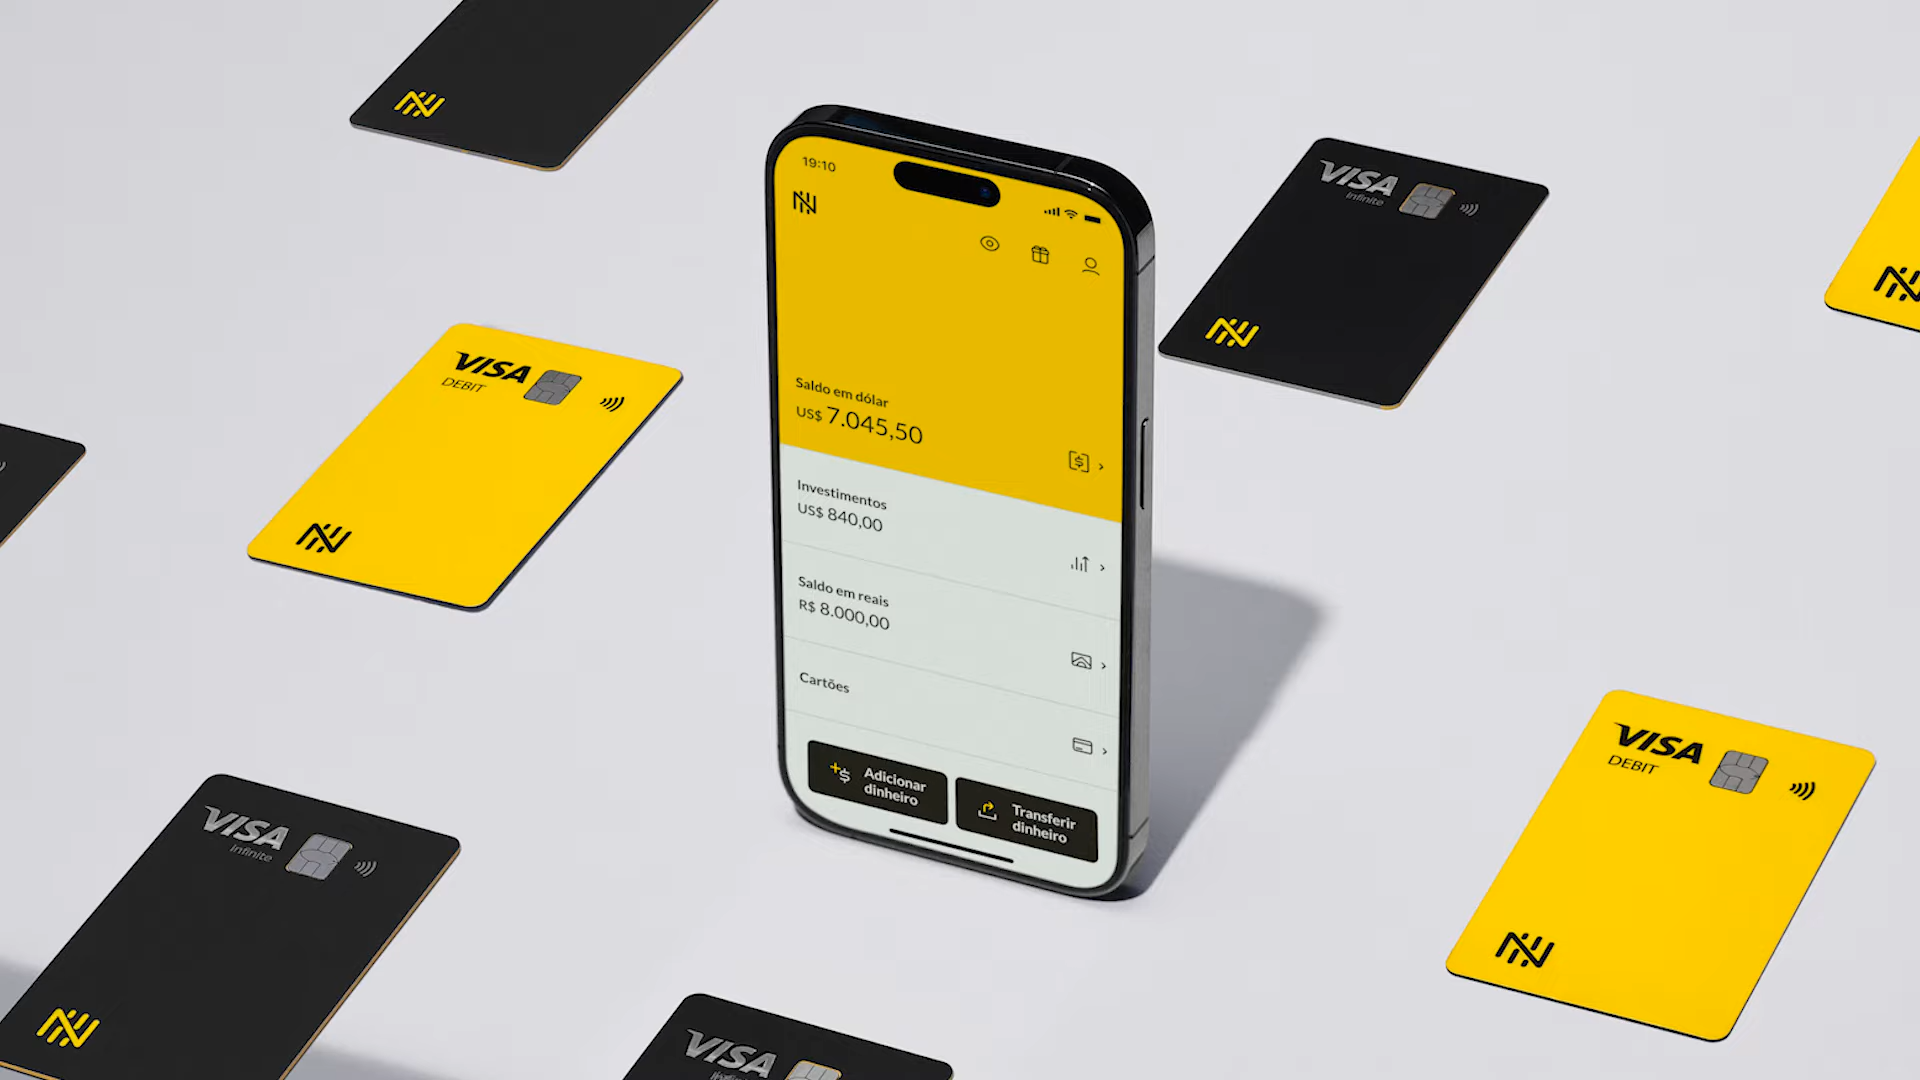 19:10
Saldo em dólar
US$ 7.045,50
Investimentos
US$ 840,00
Saldo em reais
R$ 8.000,00
Cartões
Adicionar
dinheiro
Transferir
dinheiro
VISA
Infinite
VISA
DEBIT
VISA
DEBIT
VISA
Infinite
VISA
Infinite